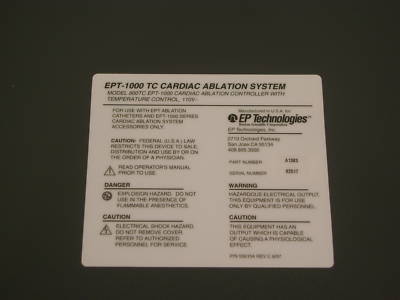 EPT-1000 TC CARDIAC ABLATION SYSTEM
MODEL 800TC EPT-1000 CARDIAC ABLATION CONTROLLER WITH
TEMPERATURE CONTROL, 110V~
FOR USE WITH EPT ABLATION
CATHETERS AND EPT-1000 SERIES
CARDIAC ABLATION SYSTEM
ACCESSORIES ONLY.
CAUTION: FEDERAL (U.S.A.) LAW
RESTRICTS THIS DEVICE TO SALE,
DISTRIBUTION AND USE BY OR ON
THE ORDER OF A PHYSICIAN.
READ OPERATOR'S MANUAL
PRIOR TO USE.
DANGER
EXPLOSION HAZARD. DO NOT
USE IN THE PRESENCE OF
FLAMMABLE ANESTHETICS.
CAUTION
ELECTRICAL SHOCK HAZARD.
DO NOT REMOVE COVER.
REFER TO AUTHORIZED
PERSONNEL FOR SERVICE.
Manufactured in U.S.A. by:
EP Technologies
Boston Scientific Corporation
EP Technologies, Inc.
2710 Orchard Parkway
San Jose CA 95134
PART NUMBER
SERIAL NUMBER
WARNING
HAZARDOUS ELECTRICAL OUTPUT.
THIS EQUIPMENT IS FOR USE
ONLY BY QUALIFIED PERSONNEL.
CAUTION
THIS EQUIPMENT HAS AN
OUTPUT WHICH IS CAPABLE
OF CAUSING A PHYSIOLOGICAL
EFFECT.